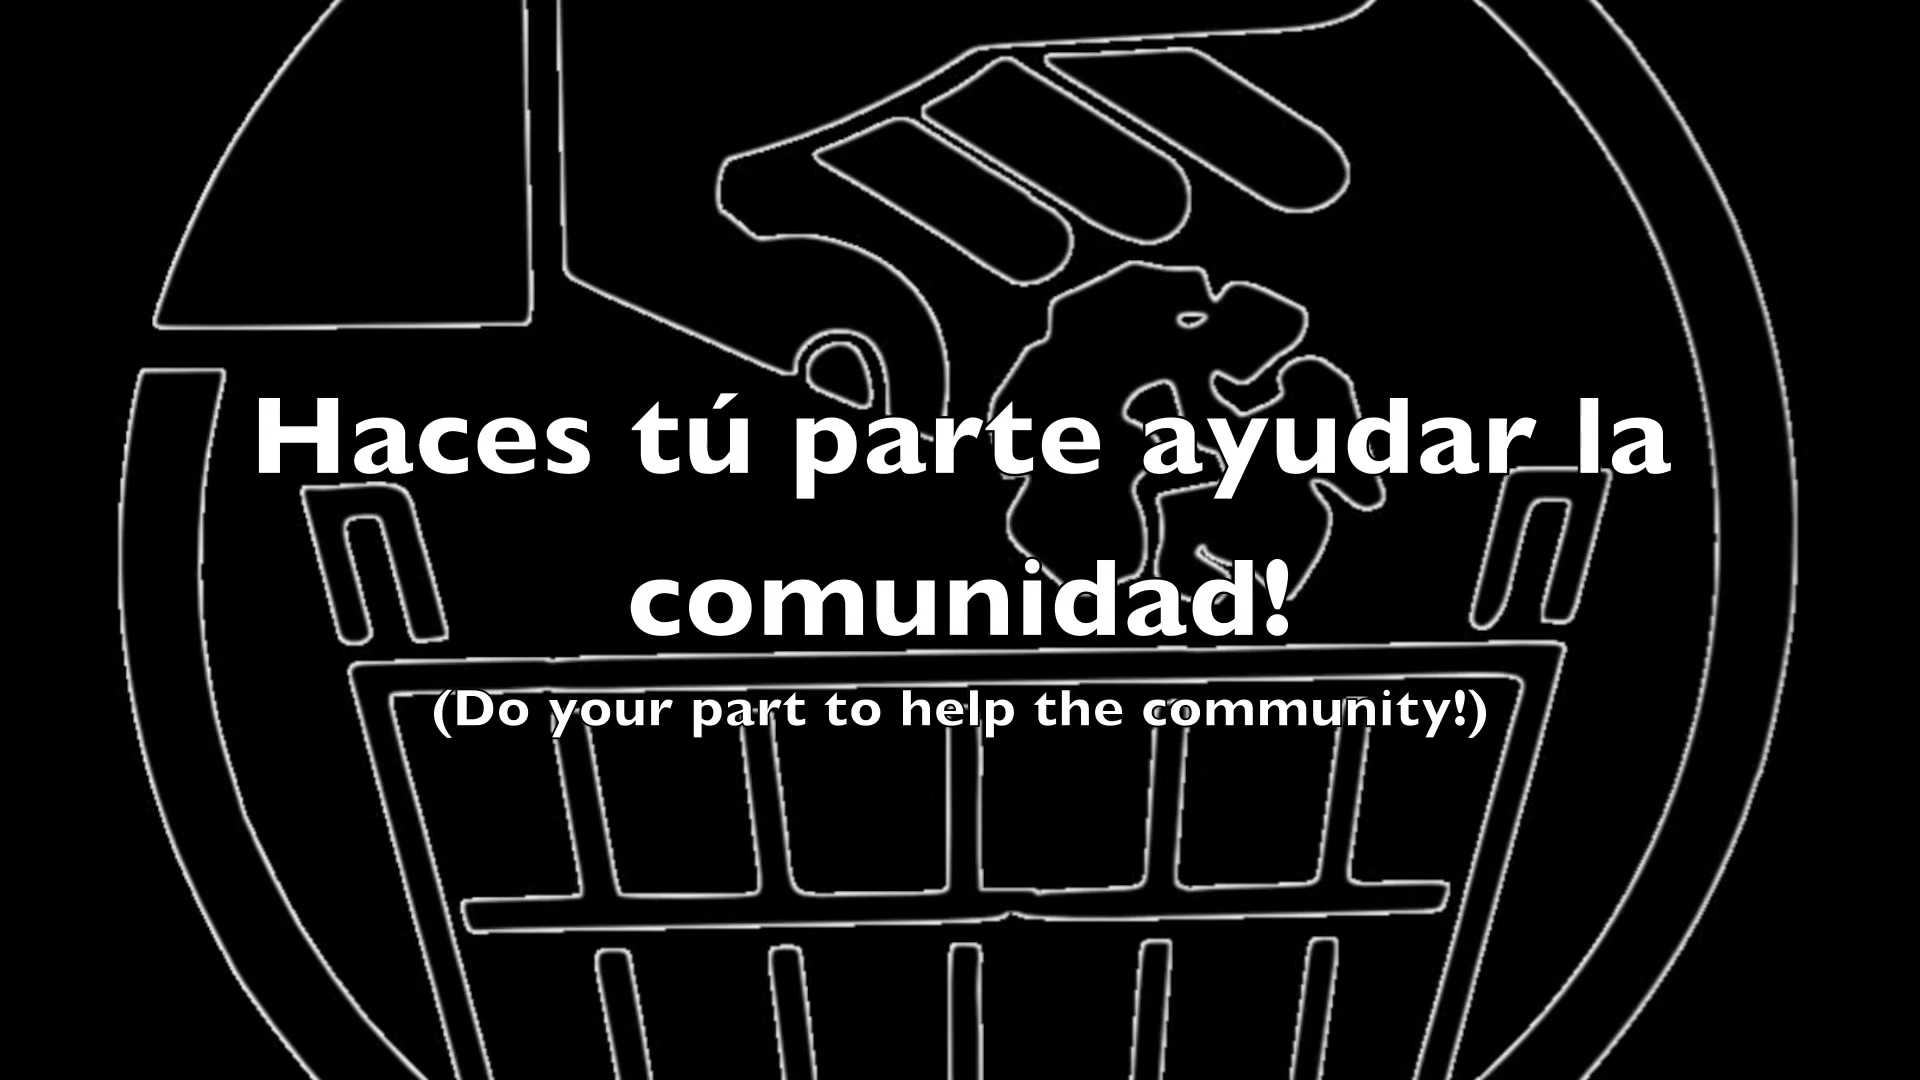 Haces tú parte ayudar la
comunidad!
(Do your part to help the community!)